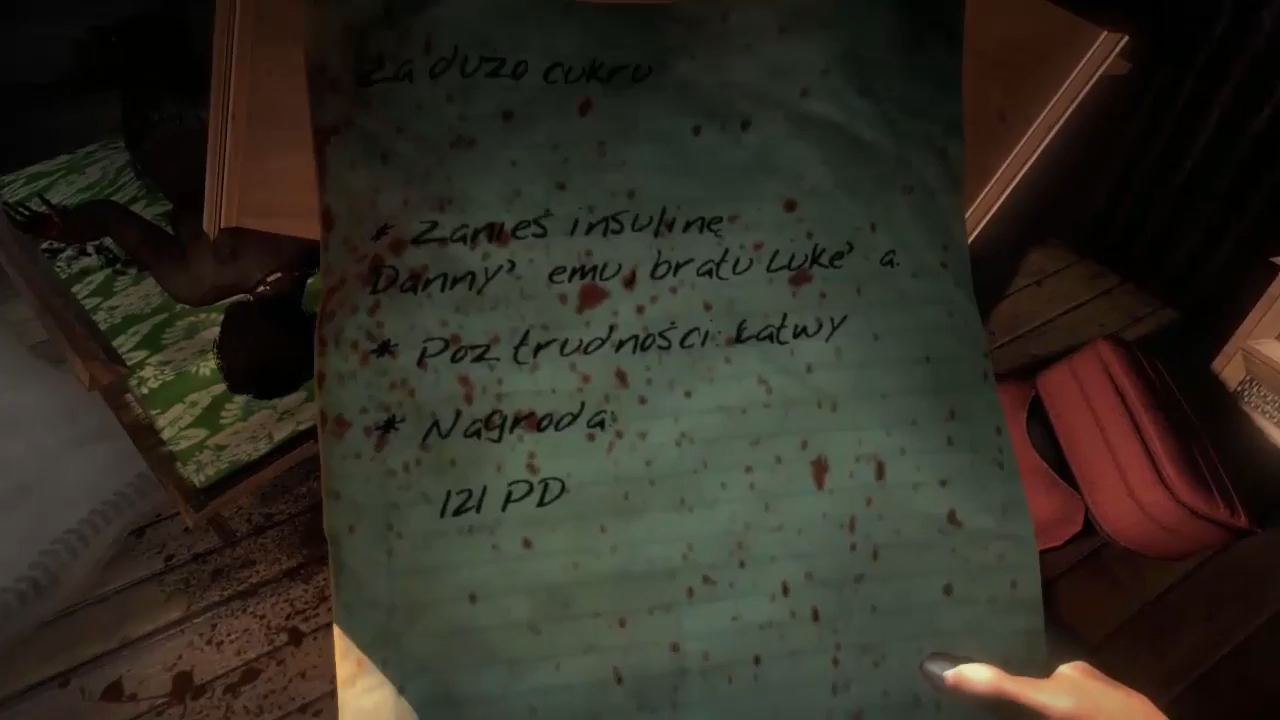 Za dużo cukru
* Zanieś insulinę
Danny'emu, bratu Luke'a.
* Poz trudności: Łatwy
* Nagroda:
121 PD